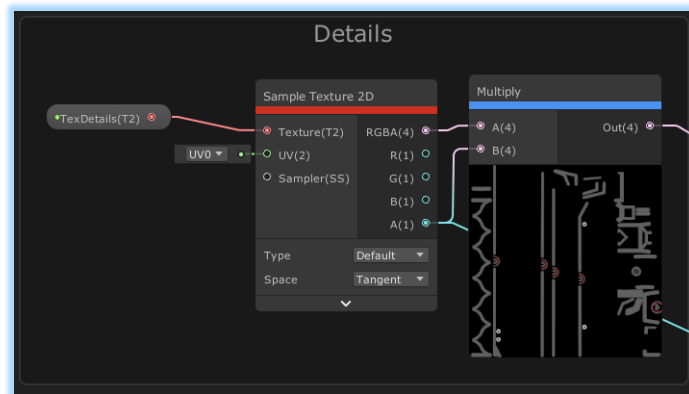 Details
TexDetails(T2)
UV0
Sample Texture 2D
Texture(T2)
RGBA(4)
UV(2)
R(1)
Sampler(SS)
G(1)
B(1)
A(1)
Type
Default
Space
Tangent
Multiply
A(4)
Out(4)
B(4)